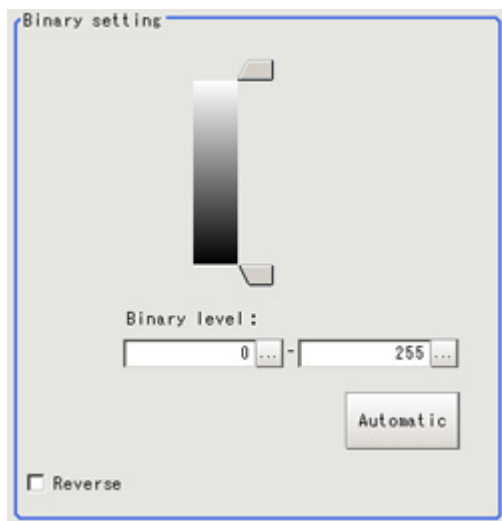 Binary setting
Binary level:
0 ... - 255 ...
Automatic
Reverse